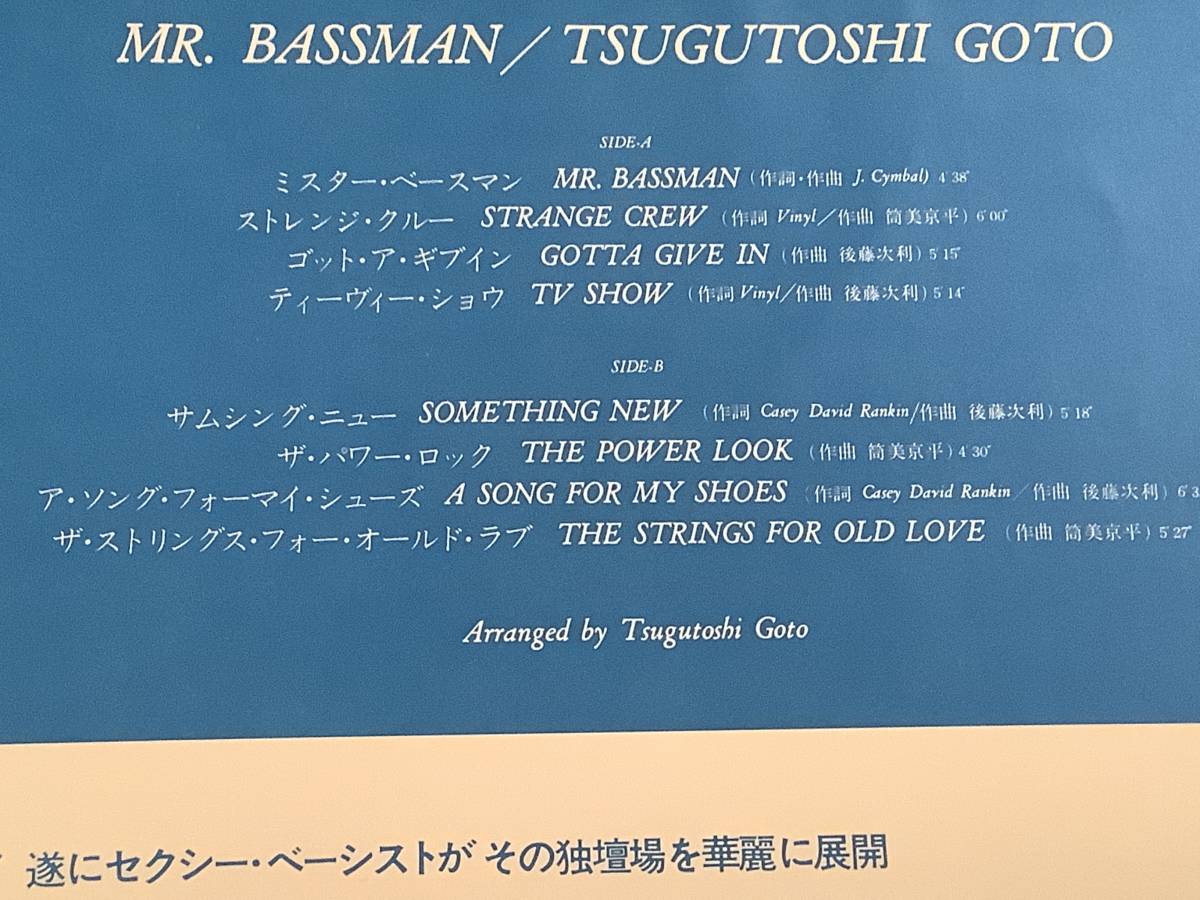 MR. BASSMAN/TSUGUTOSHI GOTO
SIDE-A
ミスター・ベースマン MR. BASSMAN (作詞・作曲 J. Cymbal) 4'38"
ストレンジ・クルー STRANGE CREW (作詞 Vinyl/作曲 筒美京平) 6'00"
ゴット・ア・ギブイン GOTTA GIVE IN (作曲 後藤次利) 5'15"
ティーヴィー・ショウ TV SHOW (作詞 Vinyl/作曲 後藤次利) 5'14"
SIDE-B
サムシング・ニュー SOMETHING NEW (作詞 Casey David Rankin/作曲 後藤次利) 5'18"
ザ・パワー・ロック THE POWER LOOK (作曲 筒美京平) 4'30"
ア・ソング・フォーマイ・シューズ A SONG FOR MY SHOES (作詞 Casey David Rankin/作曲 後藤次利) 6'3
ザ・ストリングス・フォー・オールド・ラブ THE STRINGS FOR OLD LOVE (作曲 筒美京平) 5'27"
Arranged by Tsugutoshi Goto
遂にセクシー・ベーシストが その独壇場を華麗に展開